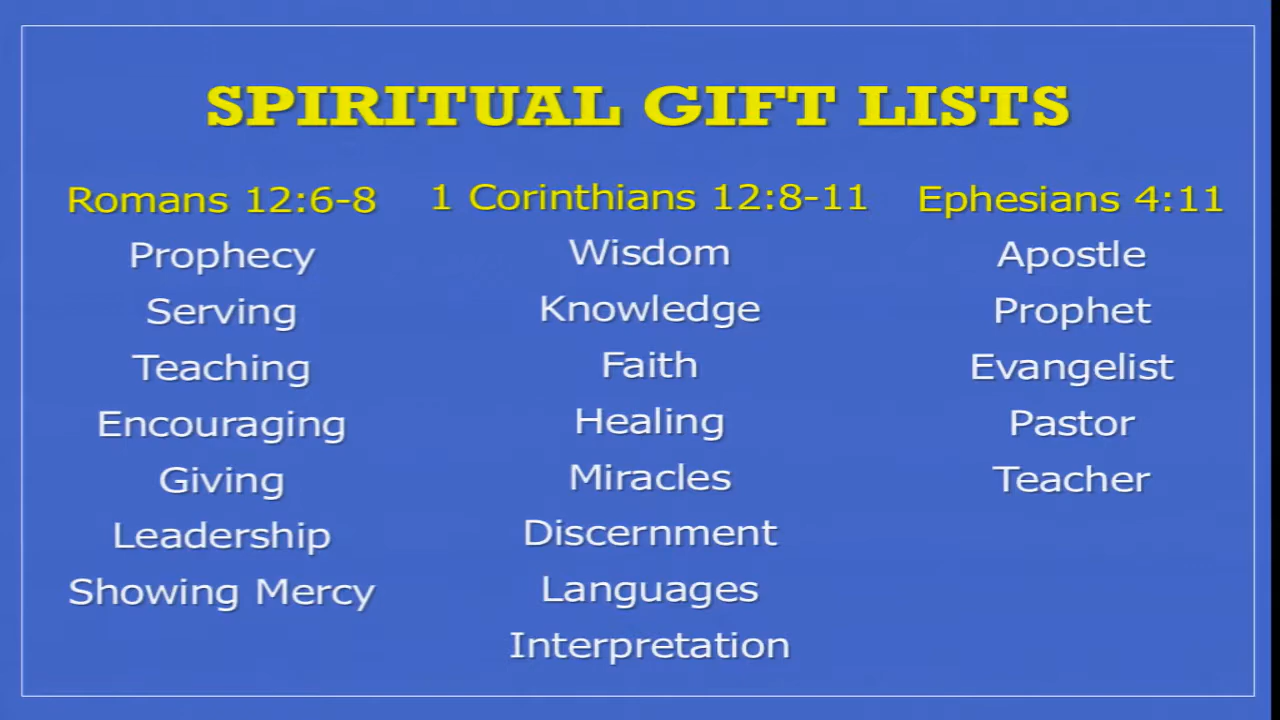 SPIRITUAL GIFT LISTS
Romans 12:6-8
Prophecy
Serving
Teaching
Encouraging
Giving
Leadership
Showing Mercy
1 Corinthians 12:8-11
Wisdom
Knowledge
Faith
Healing
Miracles
Discernment
Languages
Interpretation
Ephesians 4:11
Apostle
Prophet
Evangelist
Pastor
Teacher